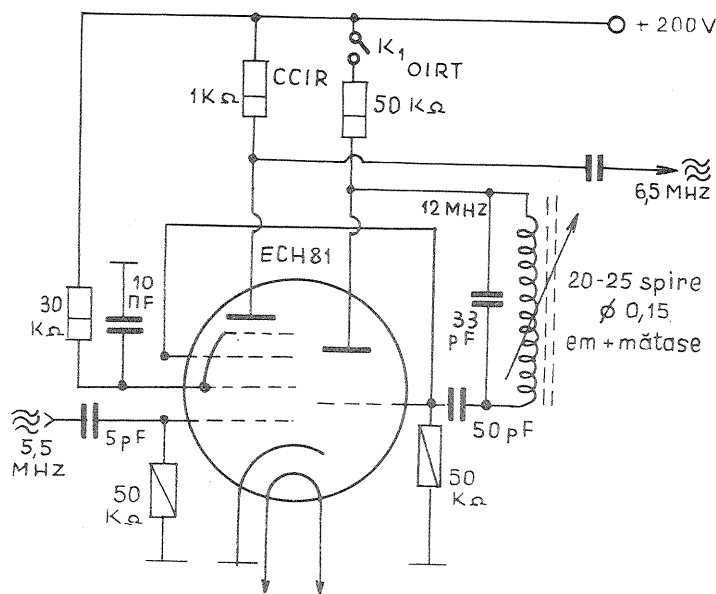 + 200V
K1
OIRT
CCIR
1KΩ
50 KΩ
6,5 MHZ
12 MHZ
ECH81
10
ПF
30
KΩ
33
pF
20-25 spire
ϕ 0,15
em + mătase
5pF
50pF
5,5
MHZ
50
KΩ
50
KΩ